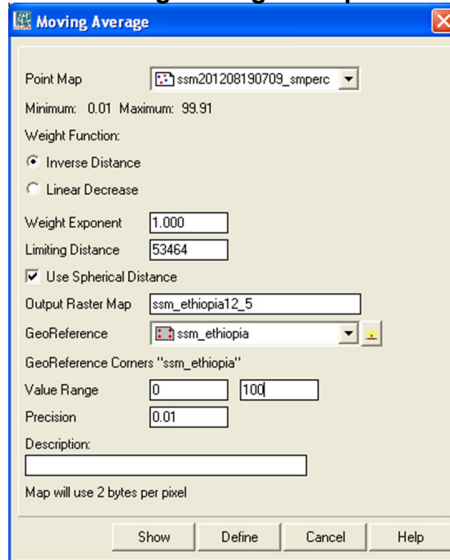 Moving Average
Point Map ssm201208190709_smperc
Minimum: 0.01 Maximum: 99.91
Weight Function:
Inverse Distance
Linear Decrease
Weight Exponent 1.000
Limiting Distance 53464
Use Spherical Distance
Output Raster Map ssm_ethiopia12_5
GeoReference ssm_ethiopia
GeoReference Corners "ssm_ethiopia"
Value Range 0 100
Precision 0.01
Description:
Map will use 2 bytes per pixel
Show Define Cancel Help